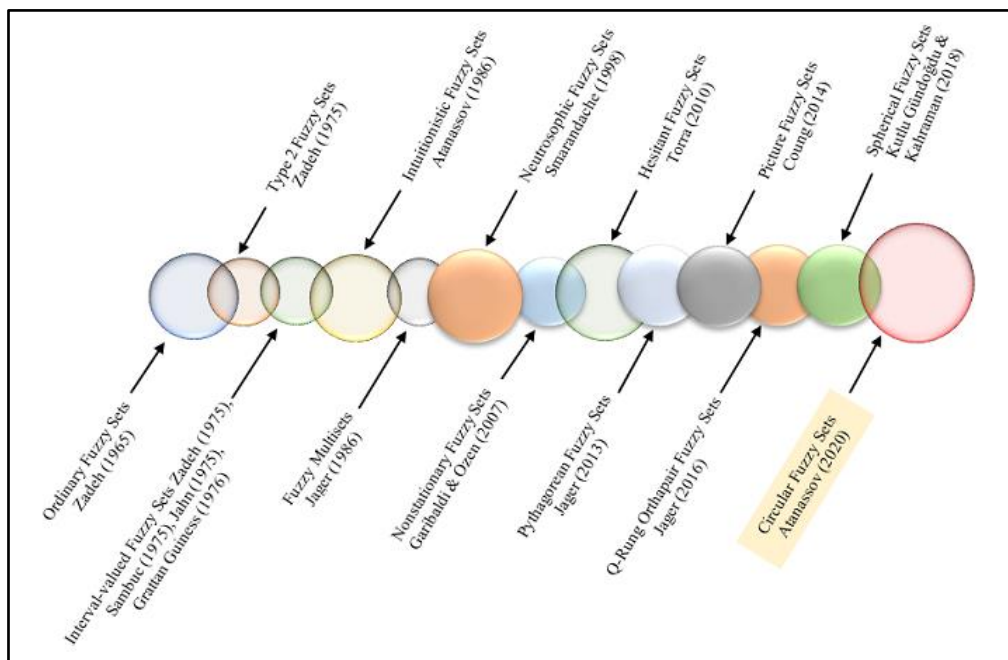 Type 2 Fuzzy Sets
Zadeh (1975)
Intuitionistic Fuzzy Sets
Atanassov (1986)
Neutrosophic Fuzzy Sets
Smarandache (1998)
Hesitant Fuzzy Sets
Torra (2010)
Picture Fuzzy Sets
Coung (2014)
Spherical Fuzzy Sets
Kutlu Gündoğdu &
Kahraman (2018)
Ordinary Fuzzy Sets
Zadeh (1965)
Interval-valued Fuzzy Sets Zadeh (1975),
Sambuc (1975), Jahn (1975),
Grattan Guiness (1976)
Fuzzy Multisets
Jager (1986)
Nonstationary Fuzzy Sets
Garibaldi & Ozen (2007)
Pythagorean Fuzzy Sets
Jager (2013)
Q-Rung Orthapair Fuzzy Sets
Jager (2016)
Circular Fuzzy Sets
Atanassov (2020)